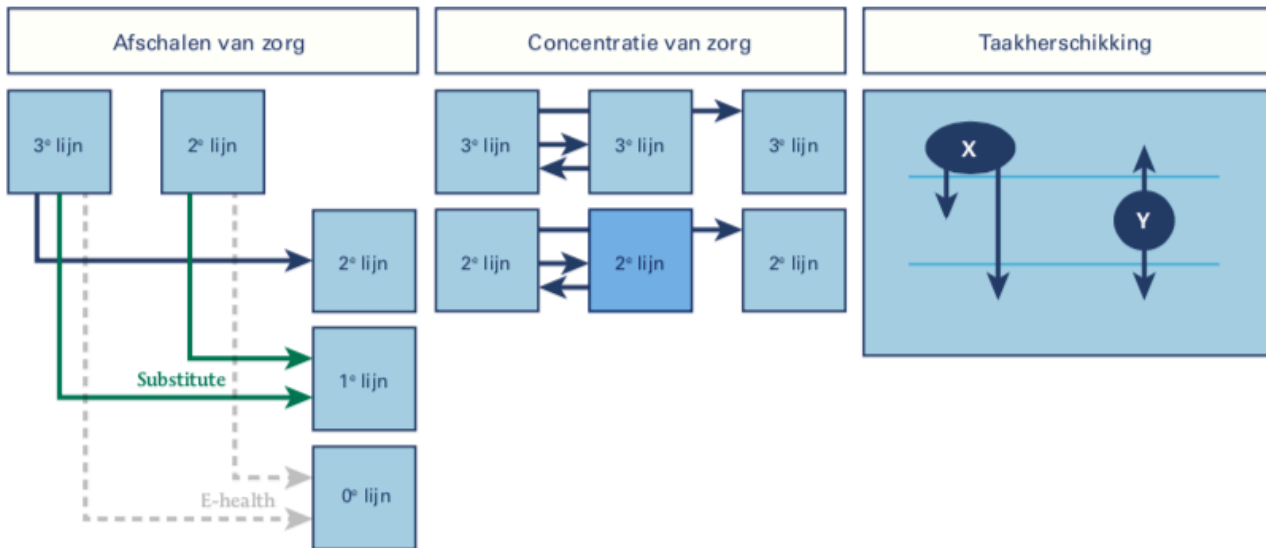 Afschalen van zorg
Concentratie van zorg
Taakherschikking
3e lijn
2e lijn
2e lijn
1e lijn
0e lijn
Substitute
E-health
3e lijn
3e lijn
3e lijn
2e lijn
2e lijn
2e lijn
X
Y